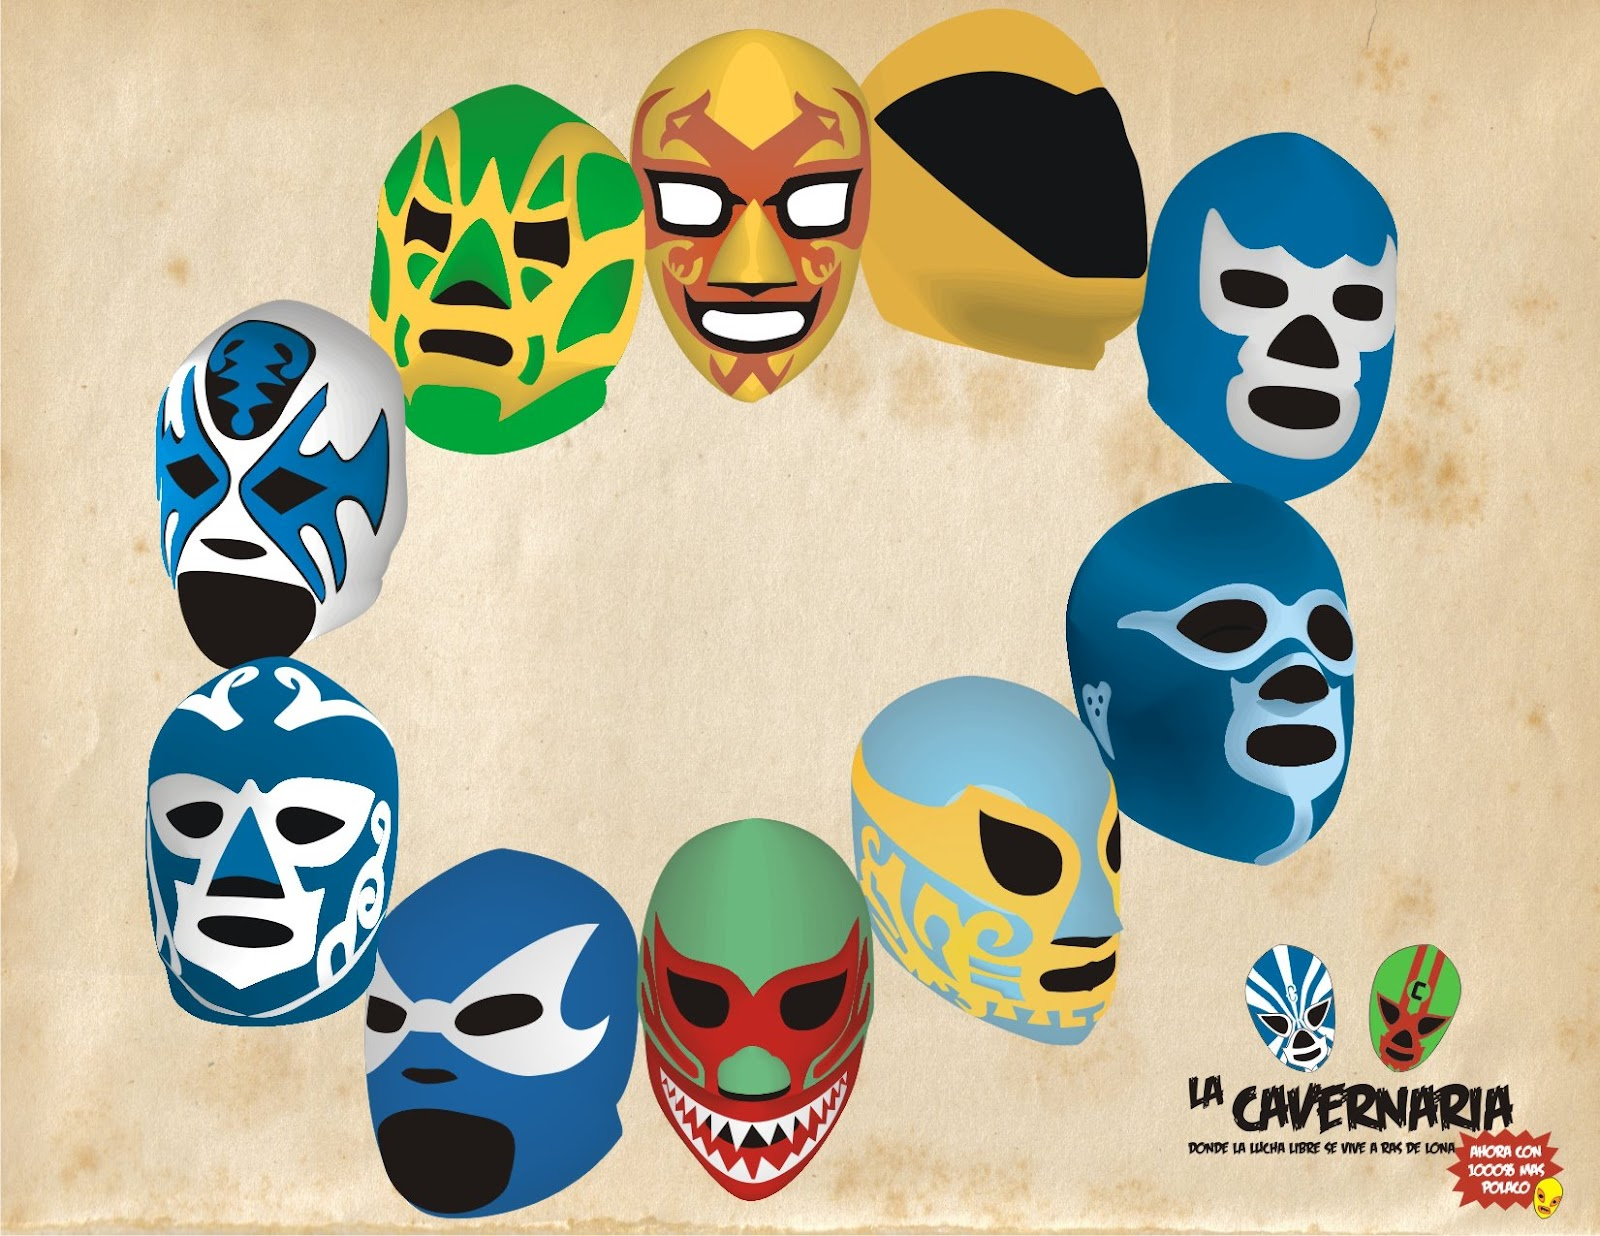 LA CAVERNARIA
DONDE LA LUCHA LIBRE SE VIVE A RAS DE LONA
AHORA CON
1000% MAS
POLACO
C
C